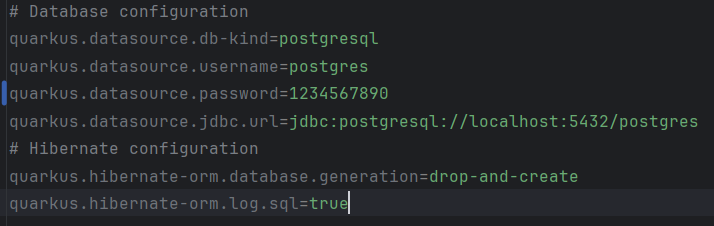 # Database configuration
quarkus.datasource.db-kind=postgresql
quarkus.datasource.username=postgres
quarkus.datasource.password=1234567890
quarkus.datasource.jdbc.url=jdbc:postgresql://localhost:5432/postgres
# Hibernate configuration
quarkus.hibernate-orm.database.generation=drop-and-create
quarkus.hibernate-orm.log.sql=true